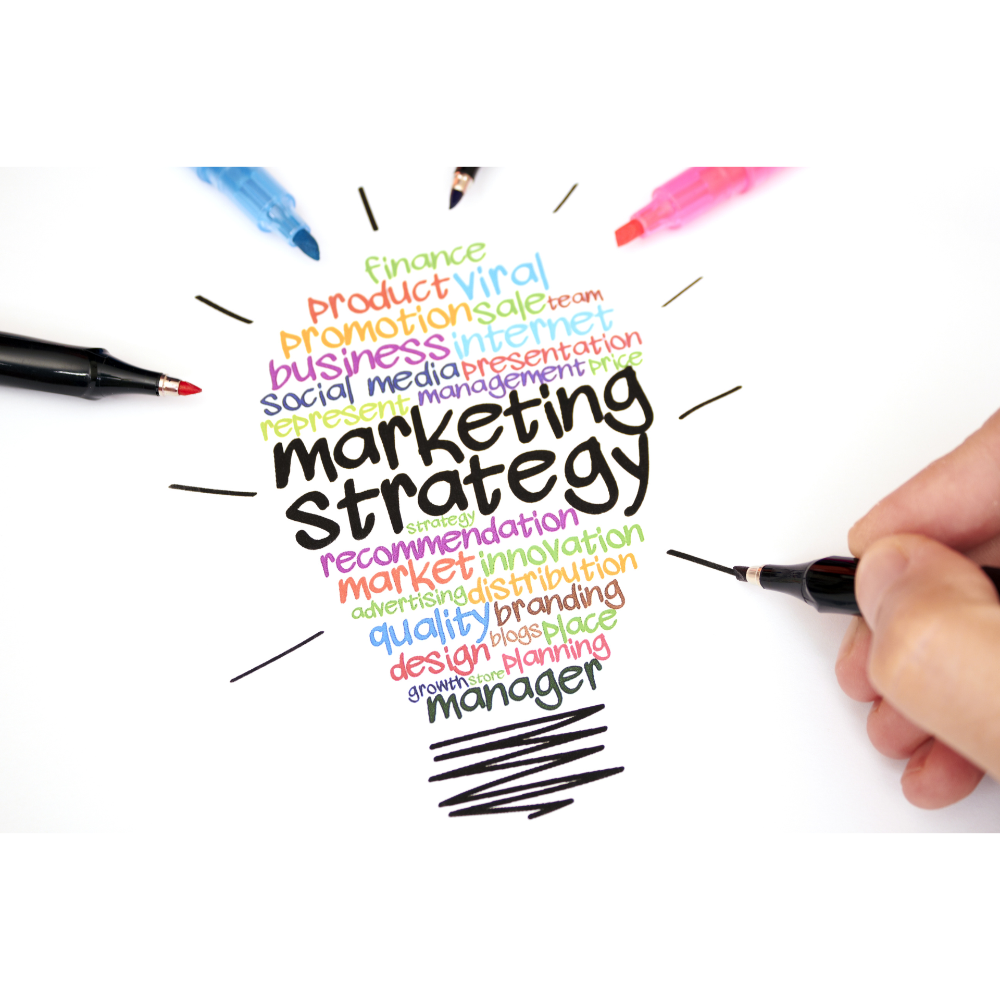 finance
product viral
promotion sale team
business internet
social media presentation
represent management price
marketing
strategy
strategy
recommendation
market innovation
advertising distribution
quality branding
blogs place
design planning
growth store
manager